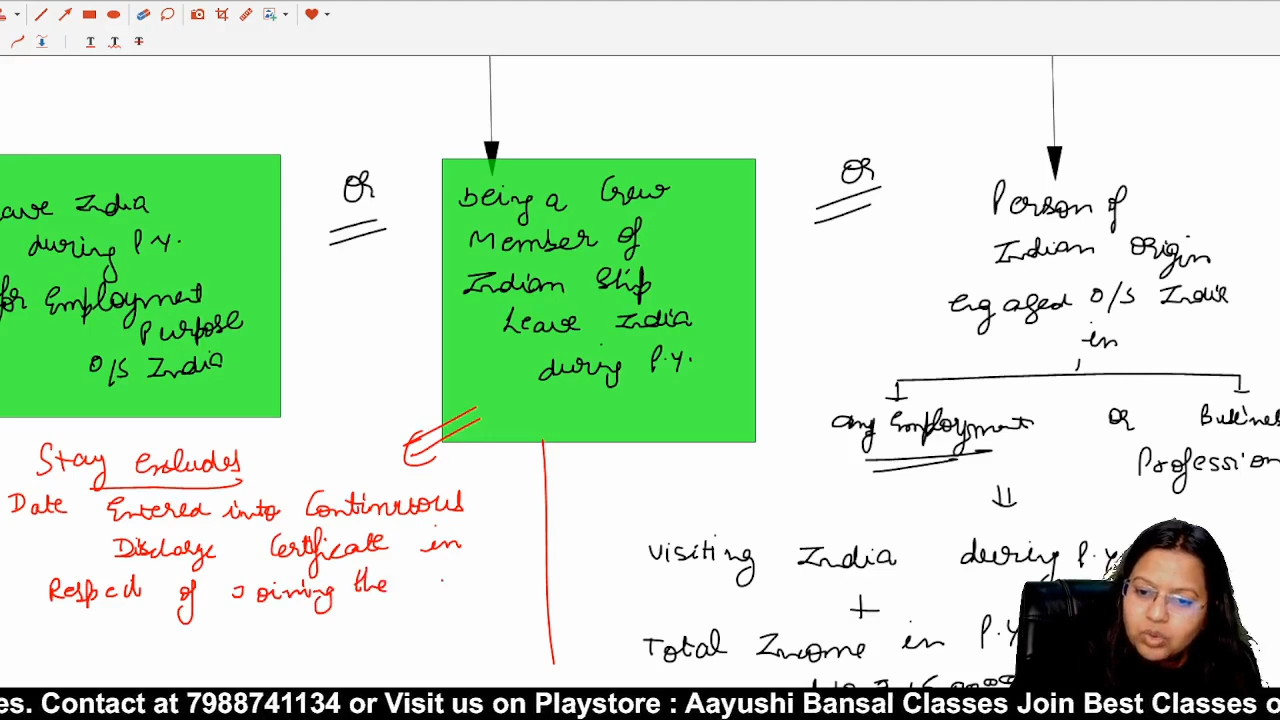 eave India
during P.Y.
for Employment
Purpose
O/S India
OR
Being a Crew
Member of
Indian Ship
Leave India
during P.Y.
OR
Person of
Indian Origin
engaged O/S India
in
any Employment
OR
Busines
Profession
Stay excludes
Date Entered into Continuous
Discharge Certificate in
Respect of Joining the
visiting India during P.Y
+
Total Income in P.Y
es. Contact at 7988741134 or Visit us on Playstore : Aayushi Bansal Classes Join Best Classes o